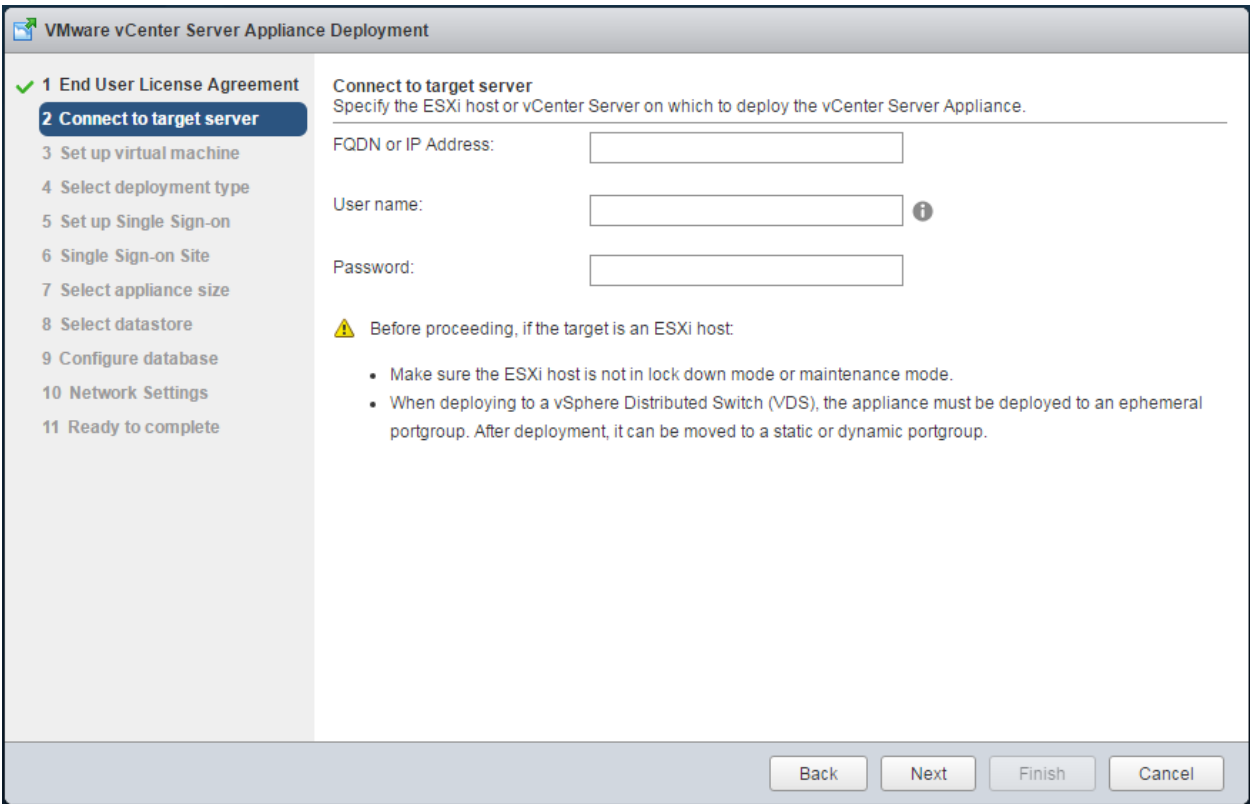 VMware vCenter Server Appliance Deployment
1 End User License Agreement
2 Connect to target server
3 Set up virtual machine
4 Select deployment type
5 Set up Single Sign-on
6 Single Sign-on Site
7 Select appliance size
8 Select datastore
9 Configure database
10 Network Settings
11 Ready to complete
Connect to target server
Specify the ESXi host or vCenter Server on which to deploy the vCenter Server Appliance.
FQDN or IP Address:
User name:
Password:
Before proceeding, if the target is an ESXi host:
• Make sure the ESXi host is not in lock down mode or maintenance mode.
• When deploying to a vSphere Distributed Switch (VDS), the appliance must be deployed to an ephemeral
portgroup. After deployment, it can be moved to a static or dynamic portgroup.
Back Next Finish Cancel